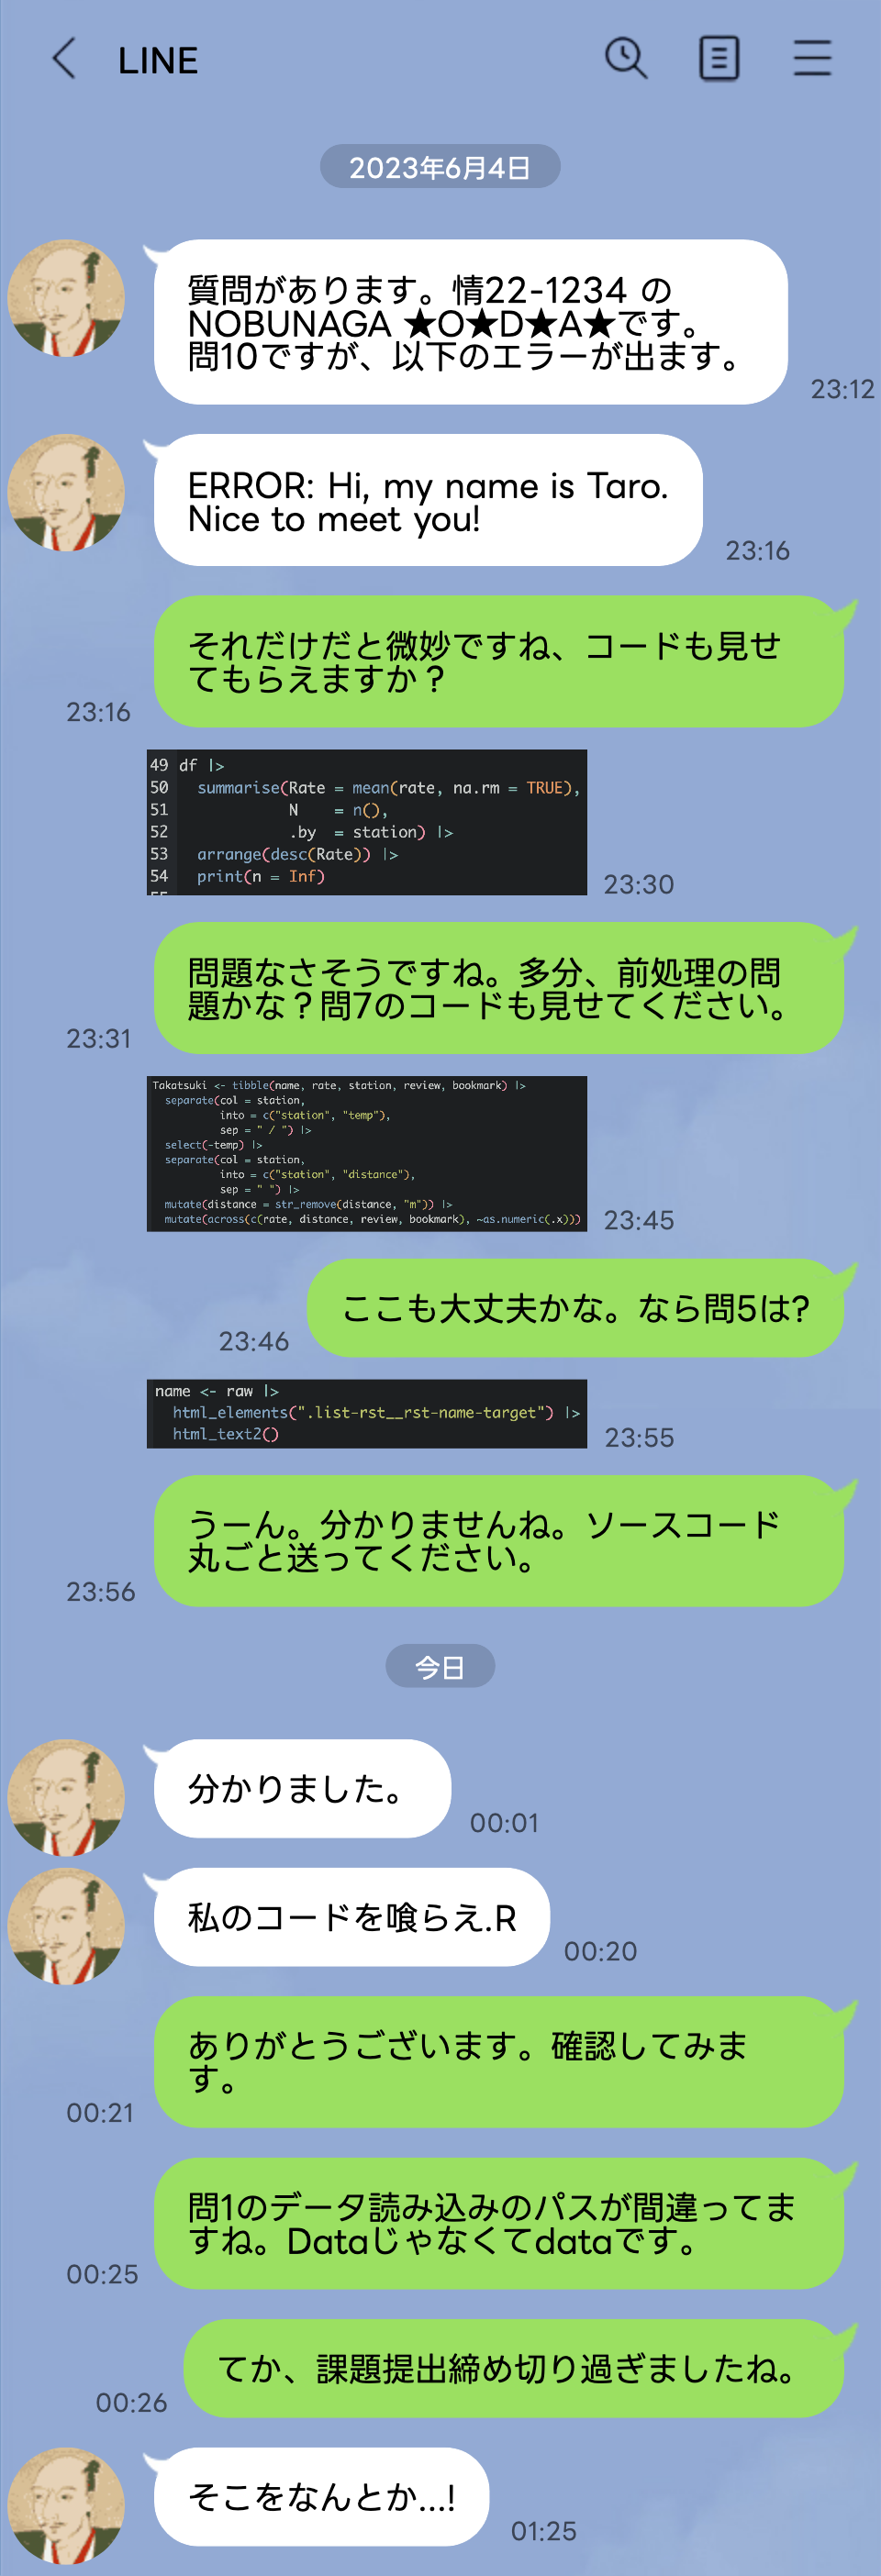 LINE
2023年6月4日
質問があります。情22-1234 の
NOBUNAGA ★O★D★A★です。
問10ですが、以下のエラーが出ます。
23:12
ERROR: Hi, my name is Taro.
Nice to meet you!
23:16
それだけだと微妙ですね、コードも見せ
てもらえますか？
23:16
49 df |>
50   summarise(Rate = mean(rate, na.rm = TRUE),
51             N    = n(),
52             .by  = station) |>
53   arrange(desc(Rate)) |>
54   print(n = Inf)
23:30
問題なさそうですね。多分、前処理の問
題かな？問7のコードも見せてください。
23:31
Takatsuki <- tibble(name, rate, station, review, bookmark) |>
  separate(col = station,
           into = c("station", "temp"),
           sep = " / ") |>
  select(-temp) |>
  separate(col = station,
           into = c("station", "distance"),
           sep = " ") |>
  mutate(distance = str_remove(distance, "m")) |>
  mutate(across(c(rate, distance, review, bookmark), ~as.numeric(.x)))
23:45
ここも大丈夫かな。なら問5は?
23:46
name <- raw |>
  html_elements(".list-rst__rst-name-target") |>
  html_text2()
23:55
うーん。分かりませんね。ソースコード
丸ごと送ってください。
23:56
今日
分かりました。
00:01
私のコードを喰らえ.R
00:20
ありがとうございます。確認してみま
す。
00:21
問1のデータ読み込みのパスが間違ってま
すね。Dataじゃなくてdataです。
00:25
てか、課題提出締め切り過ぎましたね。
00:26
そこをなんとか...!
01:25